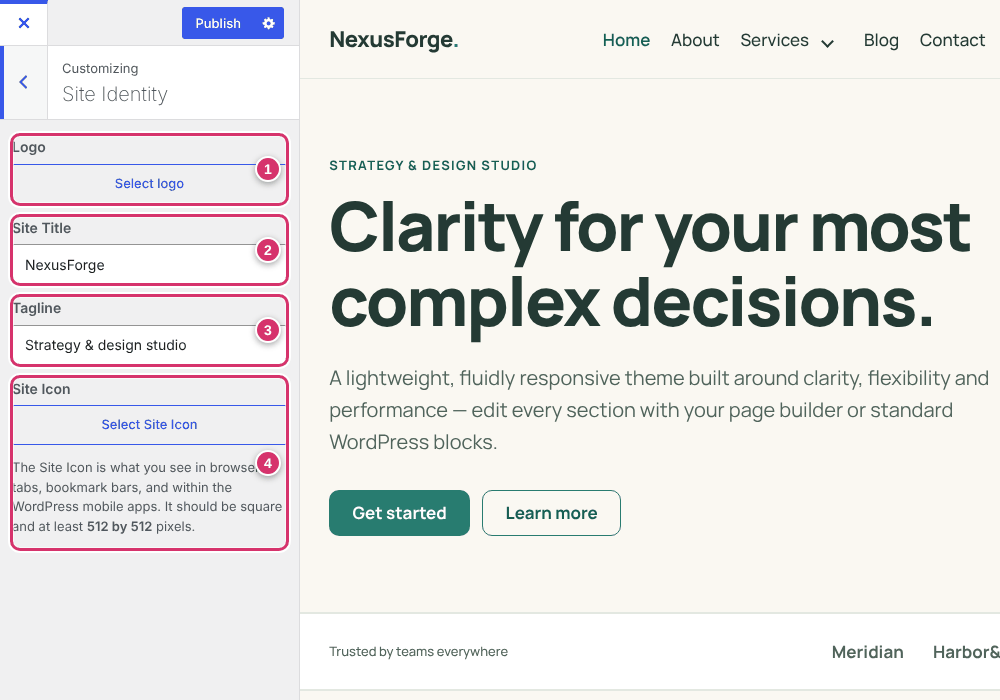 Publish
Customizing
Site Identity
Logo
1
Select logo
Site Title
2
NexusForge
Tagline
3
Strategy & design studio
Site Icon
Select Site Icon
4
The Site Icon is what you see in browser
tabs, bookmark bars, and within the
WordPress mobile apps. It should be square
and at least 512 by 512 pixels.
NexusForge.
Home About Services Blog Contact
STRATEGY & DESIGN STUDIO
Clarity for your most
complex decisions.
A lightweight, fluidly responsive theme built around clarity, flexibility and
performance — edit every section with your page builder or standard
WordPress blocks.
Get started Learn more
Trusted by teams everywhere
Meridian Harbor&